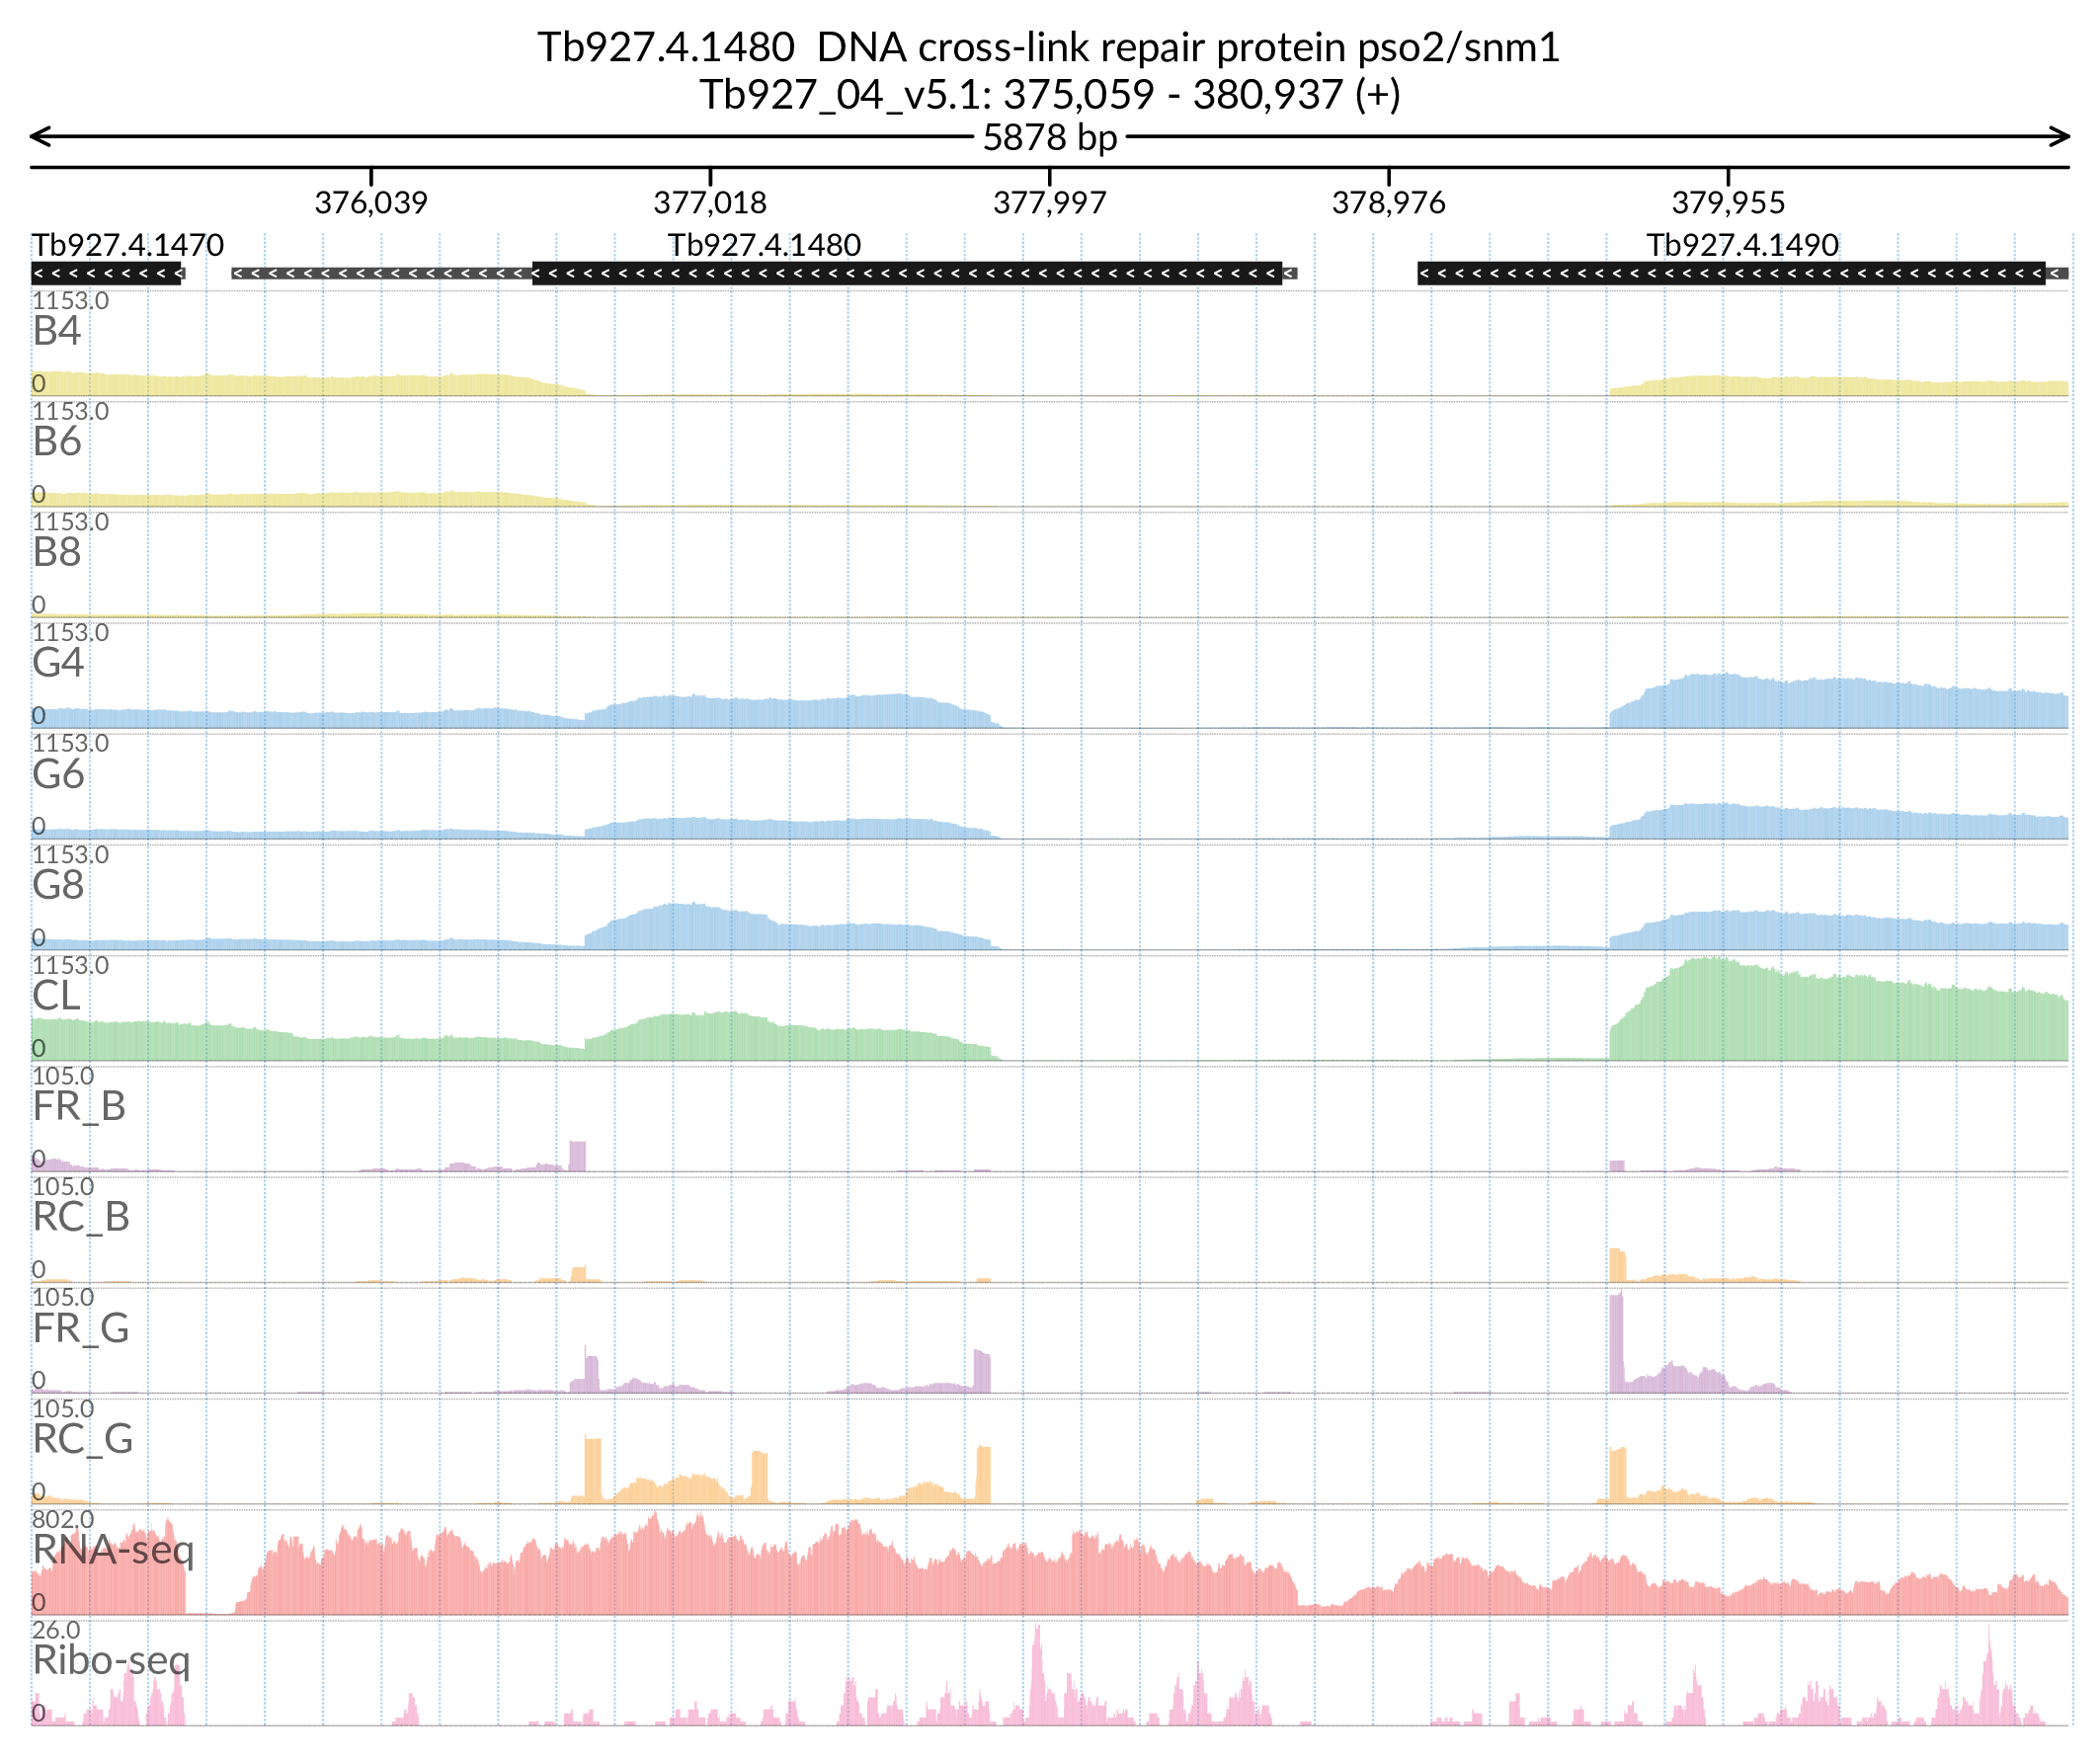 Tb927.4.1480  DNA cross-link repair protein pso2/snm1
Tb927_04_v5.1: 375,059 - 380,937 (+)
5878 bp
376,039 377,018 377,997 378,976 379,955
Tb927.4.1470 Tb927.4.1480 Tb927.4.1490
1153.0
B4
0
1153.0
B6
0
1153.0
B8
0
1153.0
G4
0
1153.0
G6
0
1153.0
G8
0
1153.0
CL
0
105.0
FR_B
0
105.0
RC_B
0
105.0
FR_G
0
105.0
RC_G
0
802.0
RNA-seq
0
26.0
Ribo-seq
0